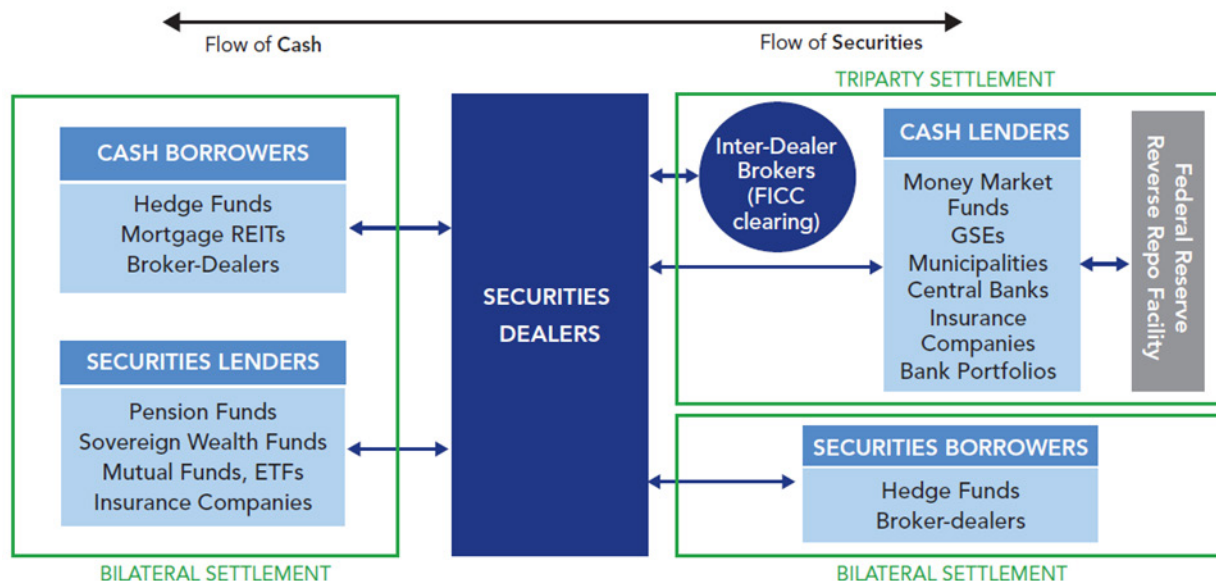 Flow of Cash
Flow of Securities
TRIPARTY SETTLEMENT
CASH BORROWERS
Hedge Funds
Mortgage REITs
Broker-Dealers
SECURITIES LENDERS
Pension Funds
Sovereign Wealth Funds
Mutual Funds, ETFs
Insurance Companies
BILATERAL SETTLEMENT
SECURITIES
DEALERS
Inter-Dealer
Brokers
(FICC
clearing)
CASH LENDERS
Money Market
Funds
GSEs
Municipalities
Central Banks
Insurance
Companies
Bank Portfolios
Federal Reserve
Reverse Repo Facility
SECURITIES BORROWERS
Hedge Funds
Broker-dealers
BILATERAL SETTLEMENT